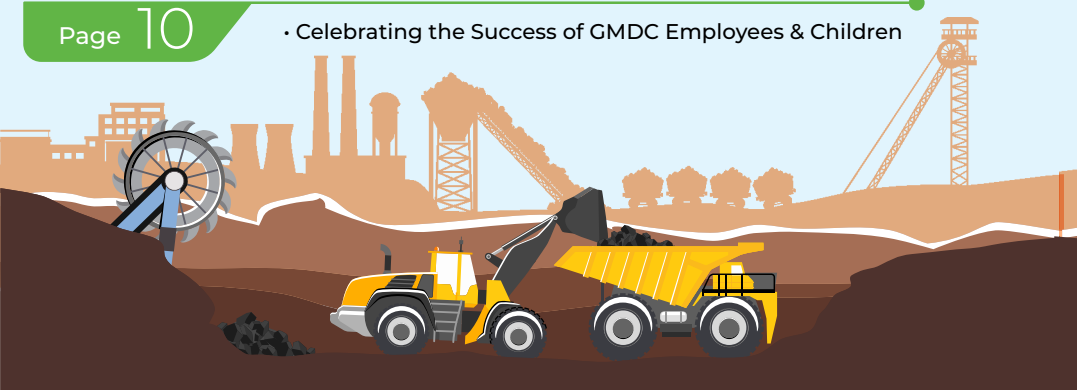 Page 10
• Celebrating the Success of GMDC Employees & Children